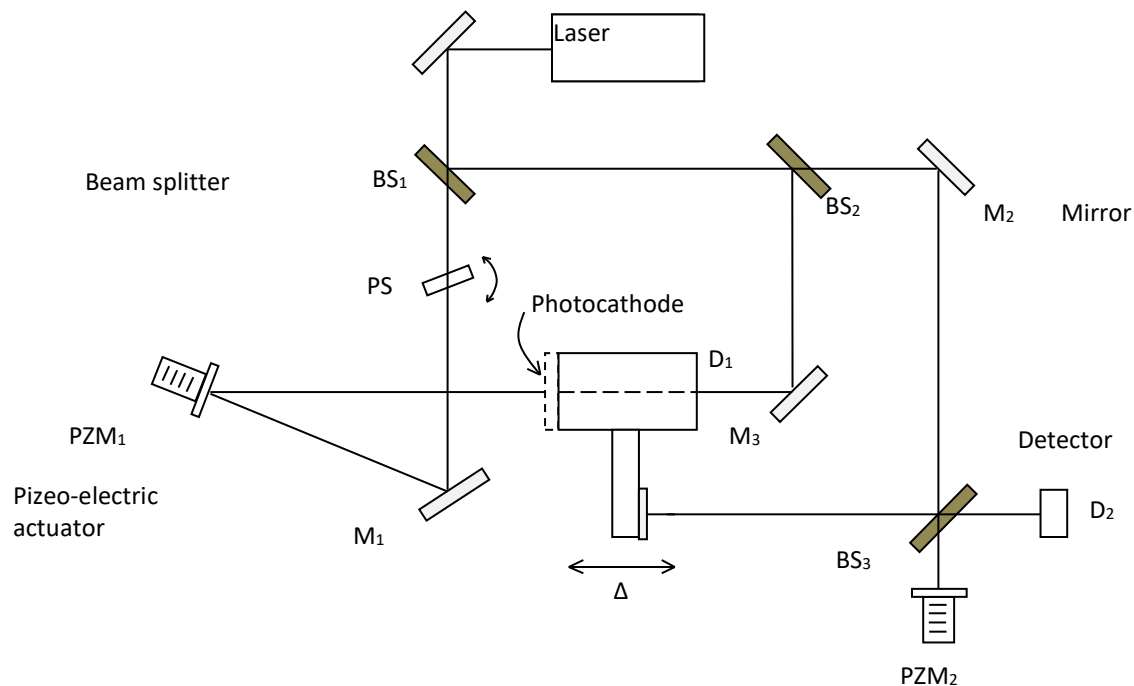 Laser
Beam splitter
BS₁
BS₂
M₂
Mirror
PS
Photocathode
D₁
PZM₁
M₃
Detector
Pizeo-electric
actuator
M₁
D₂
BS₃
Δ
PZM₂